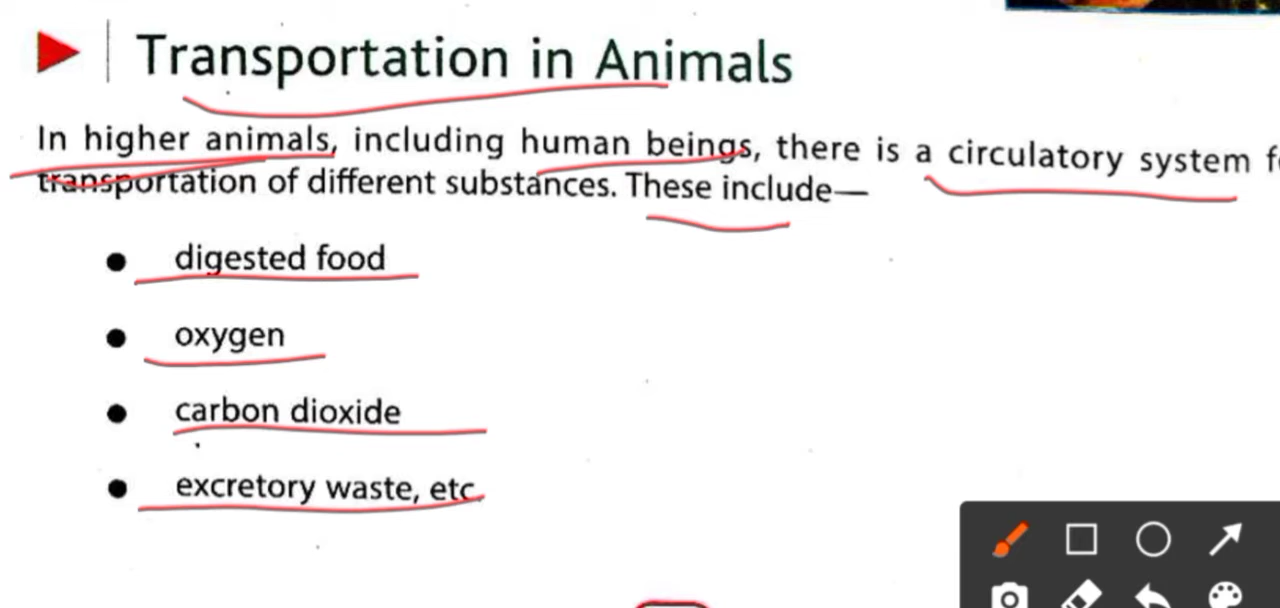 Transportation in Animals
In higher animals, including human beings, there is a circulatory system
transportation of different substances. These include—
● digested food
● oxygen
● carbon dioxide
● excretory waste, etc.